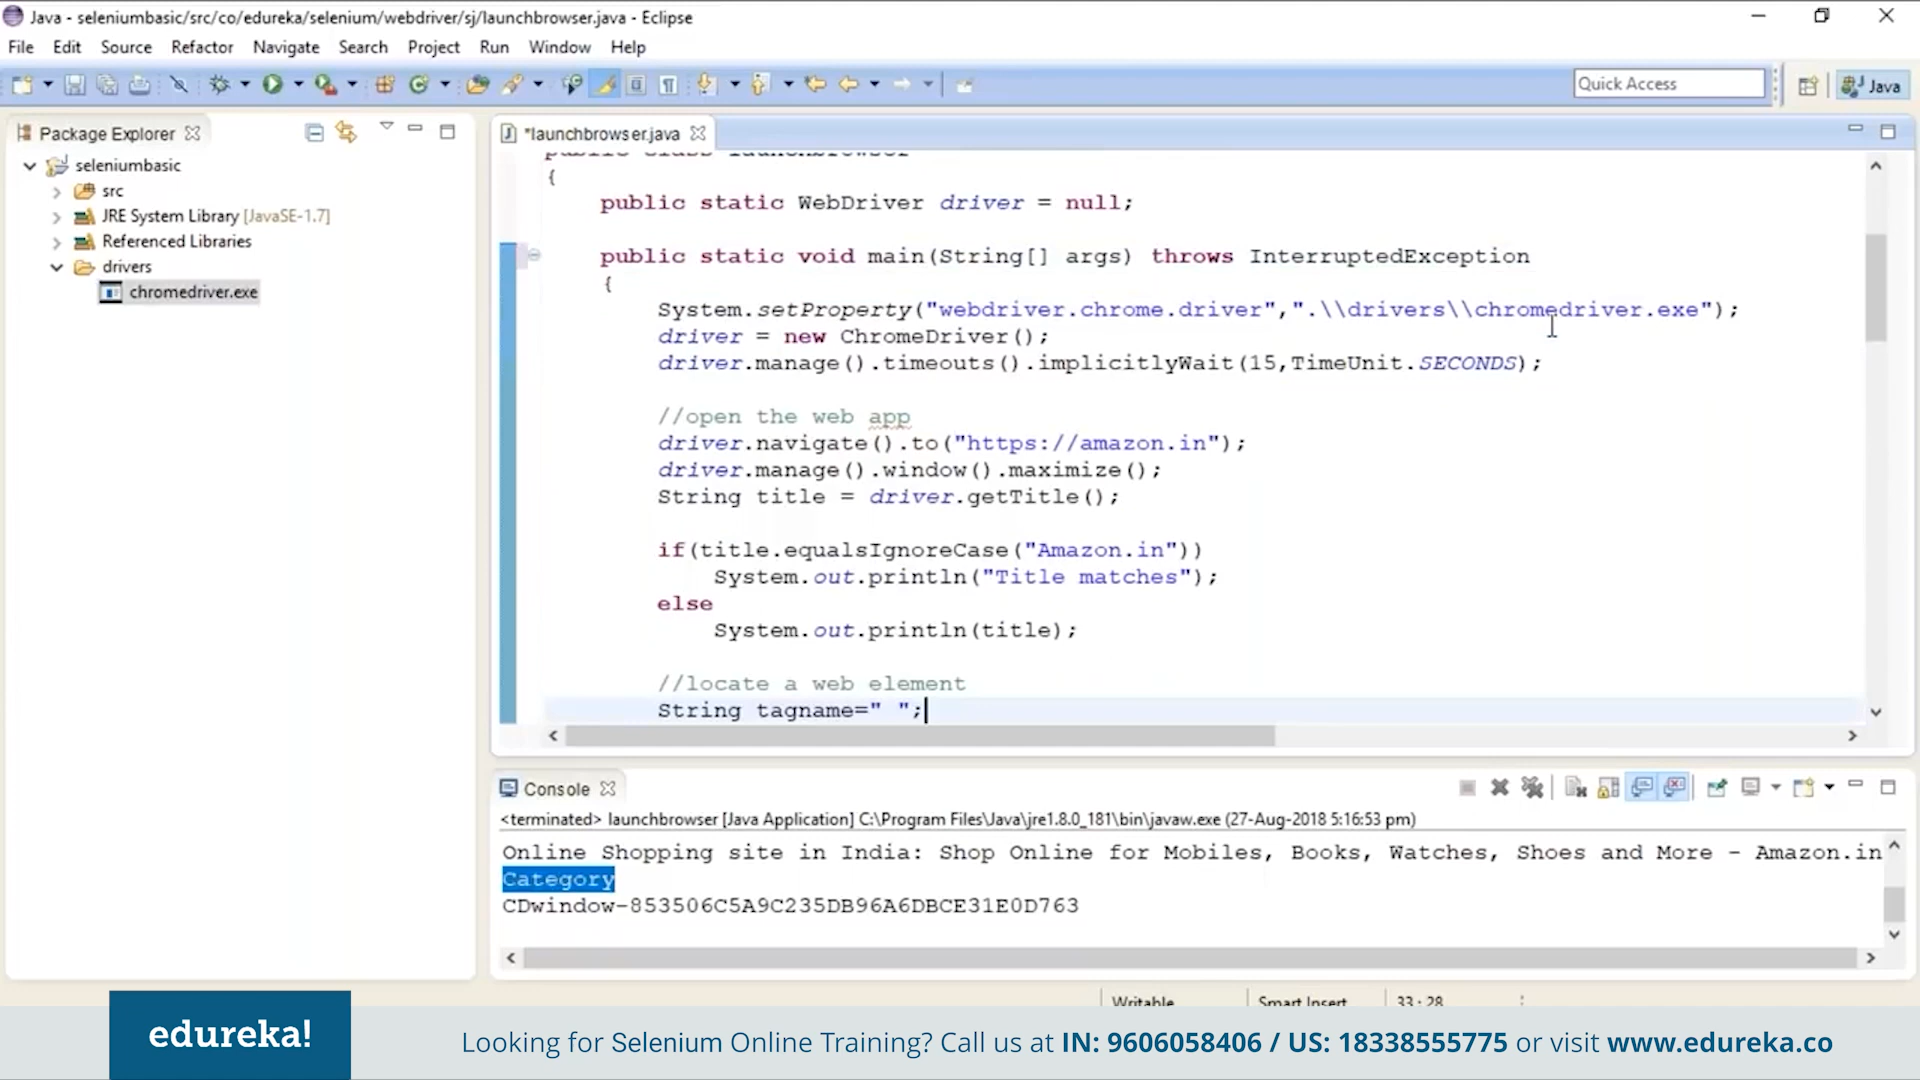 Java - seleniumbasic/src/co/edureka/selenium/webdriver/sj/launchbrowser.java - Eclipse
File Edit Source Refactor Navigate Search Project Run Window Help
Quick Access
Java
Package Explorer
seleniumbasic
src
JRE System Library [JavaSE-1.7]
Referenced Libraries
drivers
chromedriver.exe
*launchbrowser.java
public class launchbrowser
{
public static WebDriver driver = null;
public static void main(String[] args) throws InterruptedException
{
System.setProperty("webdriver.chrome.driver",".\\drivers\\chromedriver.exe");
driver = new ChromeDriver();
driver.manage().timeouts().implicitlyWait(15,TimeUnit.SECONDS);
//open the web app
driver.navigate().to("https://amazon.in");
driver.manage().window().maximize();
String title = driver.getTitle();
if(title.equalsIgnoreCase("Amazon.in"))
System.out.println("Title matches");
else
System.out.println(title);
//locate a web element
String tagname=" ";
Console
<terminated> launchbrowser [Java Application] C:\Program Files\Java\jre1.8.0_181\bin\javaw.exe (27-Aug-2018 5:16:53 pm)
Online Shopping site in India: Shop Online for Mobiles, Books, Watches, Shoes and More - Amazon.in
Category
CDwindow-853506C5A9C235DB96A6DBCE31E0D763
Writable Smart Insert 33 : 28
edureka!
Looking for Selenium Online Training? Call us at IN: 9606058406 / US: 18338555775 or visit www.edureka.co